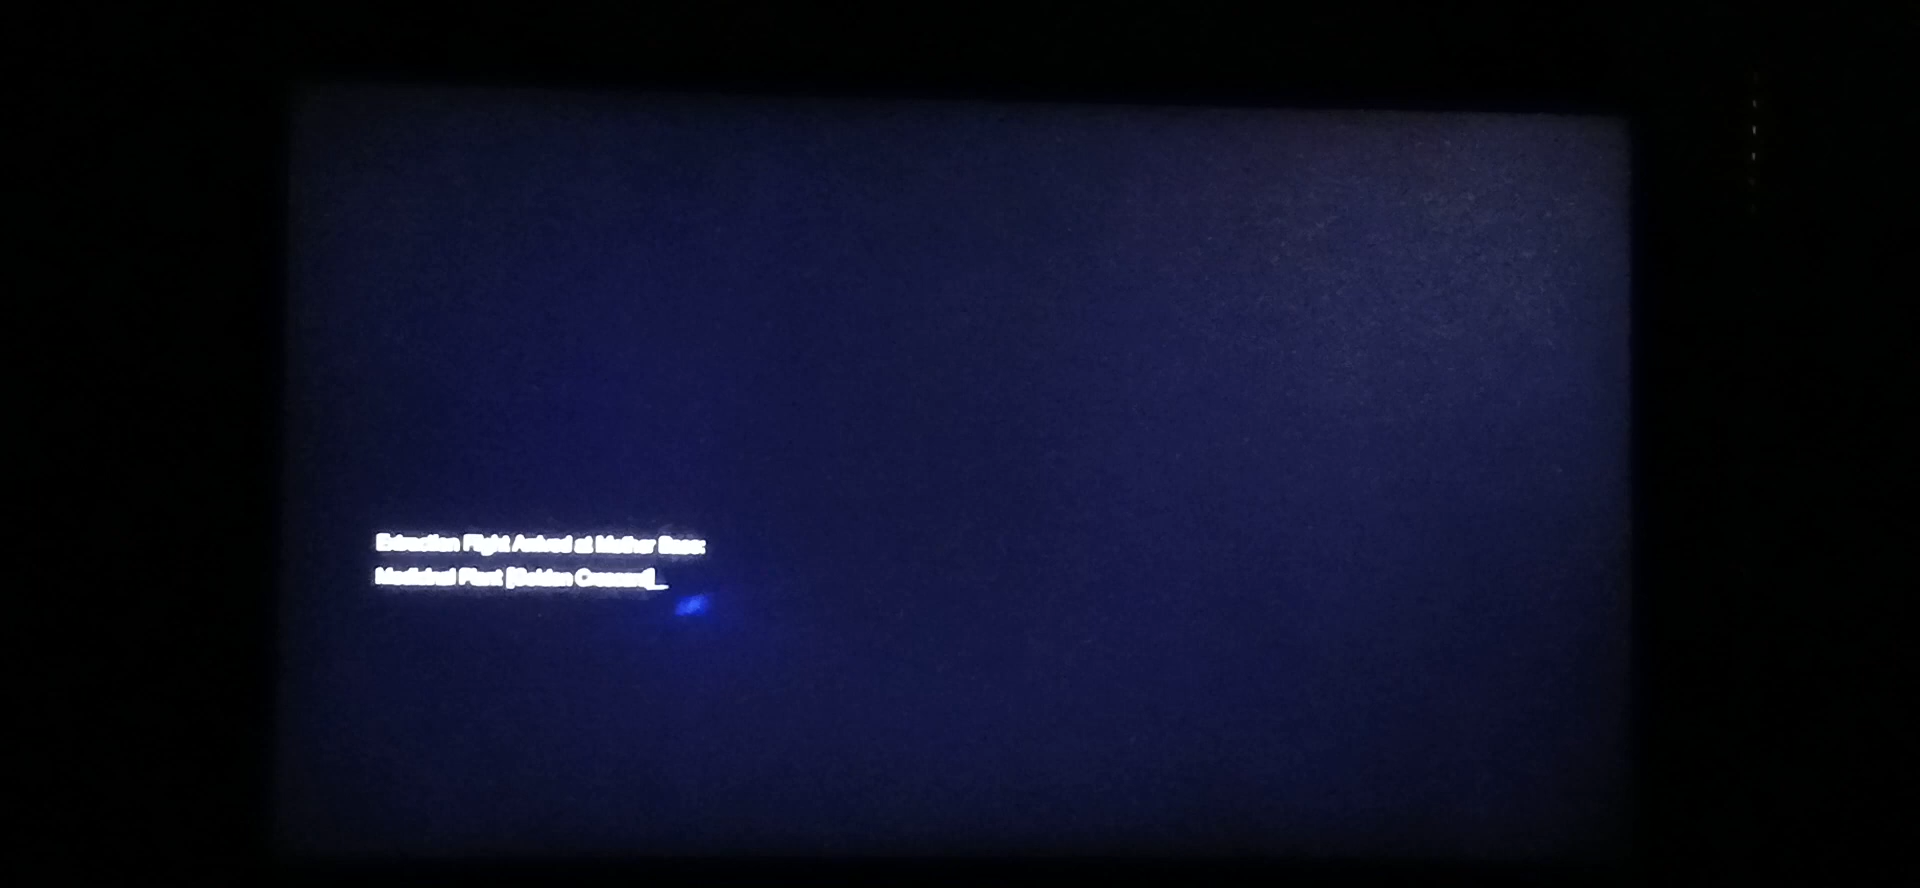 Extraction Flight Arrived at Mother Base:
Medicinal Plant [Golden Crescent]_